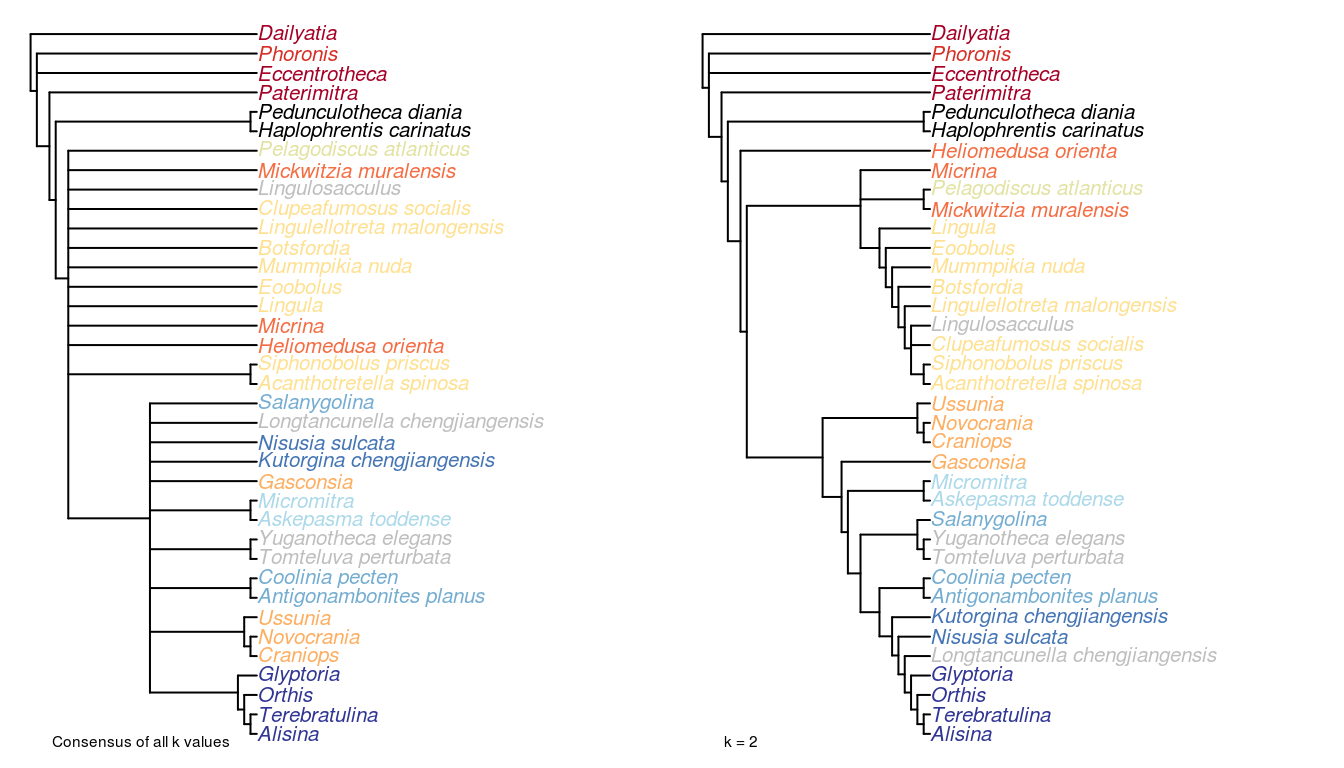 Dailyatia
Phoronis
Eccentrotheca
Paterimitra
Pedunculotheca diania
Haplophrentis carinatus
Pelagodiscus atlanticus
Mickwitzia muralensis
Lingulosacculus
Clupeafumosus socialis
Lingulellotreta malongensis
Botsfordia
Mummpikia nuda
Eoobolus
Lingula
Micrina
Heliomedusa orienta
Siphonobolus priscus
Acanthotretella spinosa
Salanygolina
Longtancunella chengjiangensis
Nisusia sulcata
Kutorgina chengjiangensis
Gasconsia
Micromitra
Askepasma toddense
Yuganotheca elegans
Tomteluva perturbata
Coolinia pecten
Antigonambonites planus
Ussunia
Novocrania
Craniops
Glyptoria
Orthis
Terebratulina
Alisina
Consensus of all k values
Dailyatia
Phoronis
Eccentrotheca
Paterimitra
Pedunculotheca diania
Haplophrentis carinatus
Heliomedusa orienta
Micrina
Pelagodiscus atlanticus
Mickwitzia muralensis
Lingula
Eoobolus
Mummpikia nuda
Botsfordia
Lingulellotreta malongensis
Lingulosacculus
Clupeafumosus socialis
Siphonobolus priscus
Acanthotretella spinosa
Ussunia
Novocrania
Craniops
Gasconsia
Micromitra
Askepasma toddense
Salanygolina
Yuganotheca elegans
Tomteluva perturbata
Coolinia pecten
Antigonambonites planus
Kutorgina chengjiangensis
Nisusia sulcata
Longtancunella chengjiangensis
Glyptoria
Orthis
Terebratulina
Alisina
k = 2